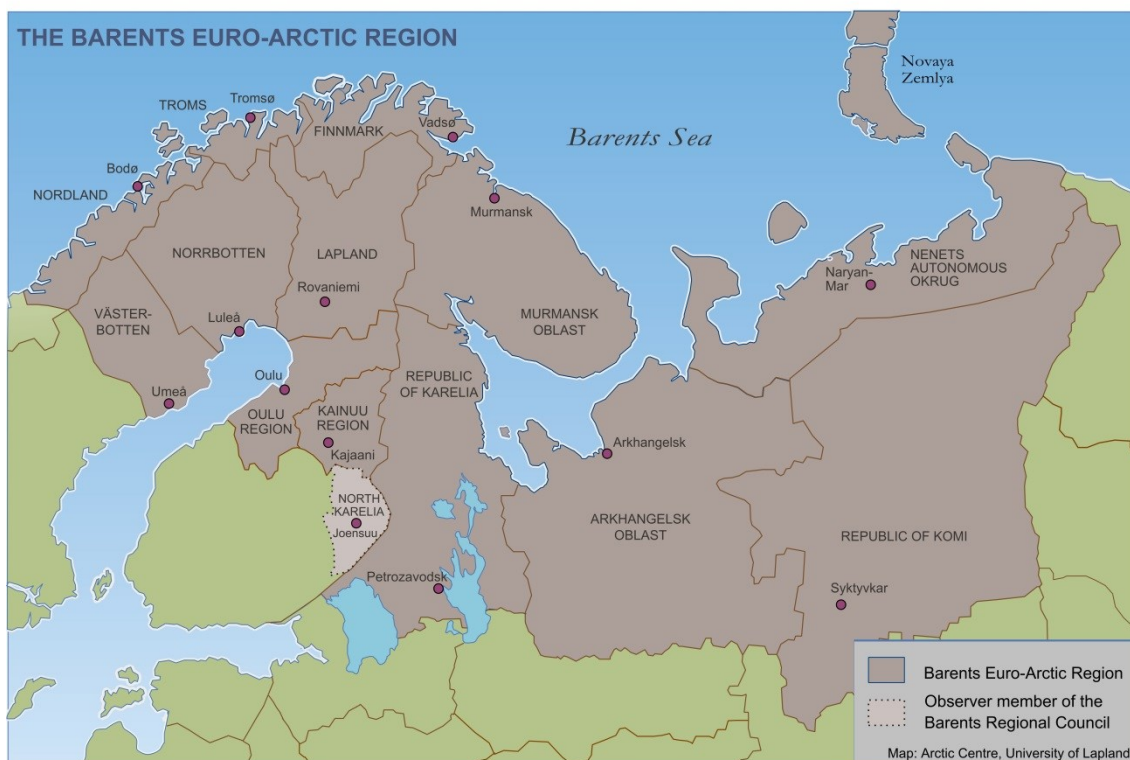 THE BARENTS EURO-ARCTIC REGION
Novaya
Zemlya
Barents Sea
TROMS
Tromsø
FINNMARK
Vadsø
Bodø
NORDLAND
Murmansk
NORRBOTTEN
LAPLAND
NENETS
AUTONOMOUS
OKRUG
Naryan-
Mar
Rovaniemi
VÄSTER-
BOTTEN
Luleå
MURMANSK
OBLAST
Umeå
Oulu
OULU
REGION
KAINUU
REGION
Kajaani
REPUBLIC
OF KARELIA
Arkhangelsk
NORTH
KARELIA
Joensuu
ARKHANGELSK
OBLAST
REPUBLIC OF KOMI
Petrozavodsk
Syktyvkar
Barents Euro-Arctic Region
Observer member of the
Barents Regional Council
Map: Arctic Centre, University of Lapland